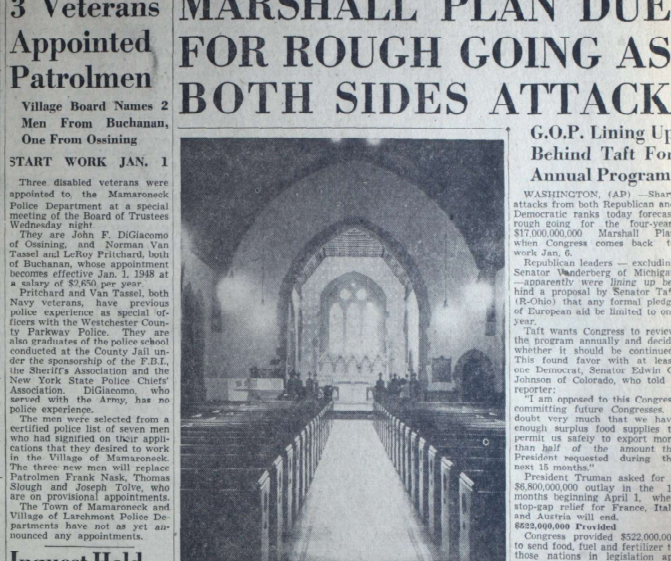 3 Veterans
Appointed
Patrolmen
Village Board Names 2
Men From Buchanan,
One From Ossining
START WORK JAN. 1
Three disabled veterans were
appointed to the Mamaroneck
Police Department at a special
meeting of the Board of Trustees
Wednesday night.
They are John F. DiGiacomo
of Ossining, and Norman Van
Tassel and LeRoy Pritchard, both
of Buchanan, whose appointment
becomes effective Jan. 1, 1948 at
a salary of $2,650 per year.
Pritchard and Van Tassel, both
Navy veterans, have previous
police experience as special of-
ficers with the Westchester Coun-
ty Parkway Police. They are
also graduates of the police school
conducted at the County Jail un-
der the sponsorship of the F.B.I.,
the Sheriff's Association and the
New York State Police Chiefs'
Association. DiGiacomo, who
served with the Army, has no
police experience.
The men were selected from a
certified police list of seven men
who had signified on their appli-
cations that they desired to work
in the Village of Mamaroneck.
The three new men will replace
Patrolmen Frank Nask, Thomas
Slough and Joseph Tolve, who
are on provisional appointments.
The Town of Mamaroneck and
Village of Larchmont Police De-
partments have not as yet an-
nounced any appointments.
Inquest Held
MARSHALL PLAN DUE
FOR ROUGH GOING AS
BOTH SIDES ATTACK
G.O.P. Lining Up
Behind Taft For
Annual Program
WASHINGTON, (AP) —Shar
attacks from both Republican an
Democratic ranks today forecas
rough going for the four-year
$17,000,000,000 Marshall Pla
when Congress comes back t
work Jan. 6.
Republican leaders — excludin
Senator Vanderberg of Michiga
—apparently were lining up be
hind a proposal by Senator Taf
(R-Ohio) that any formal pledg
of European aid be limited to on
year.
Taft wants Congress to review
the program annually and decid
whether it should be continue
This found favor with at leas
one Democrat, Senator Edwin C
Johnson of Colorado, who told
reporter:
"I am opposed to this Congres
committing future Congresses.
doubt very much that we hav
enough surplus food supplies t
permit us safely to export mor
than half of the amount th
President requested during th
next 15 months."
President Truman asked for
$6,800,000,000 outlay in the 1
months beginning April 1, whe
stop-gap relief for France, Ital
and Austria will end.
$522,000,000 Provided
Congress provided $522,000,00
to send food, fuel and fertilizer t
those nations in legislation ap